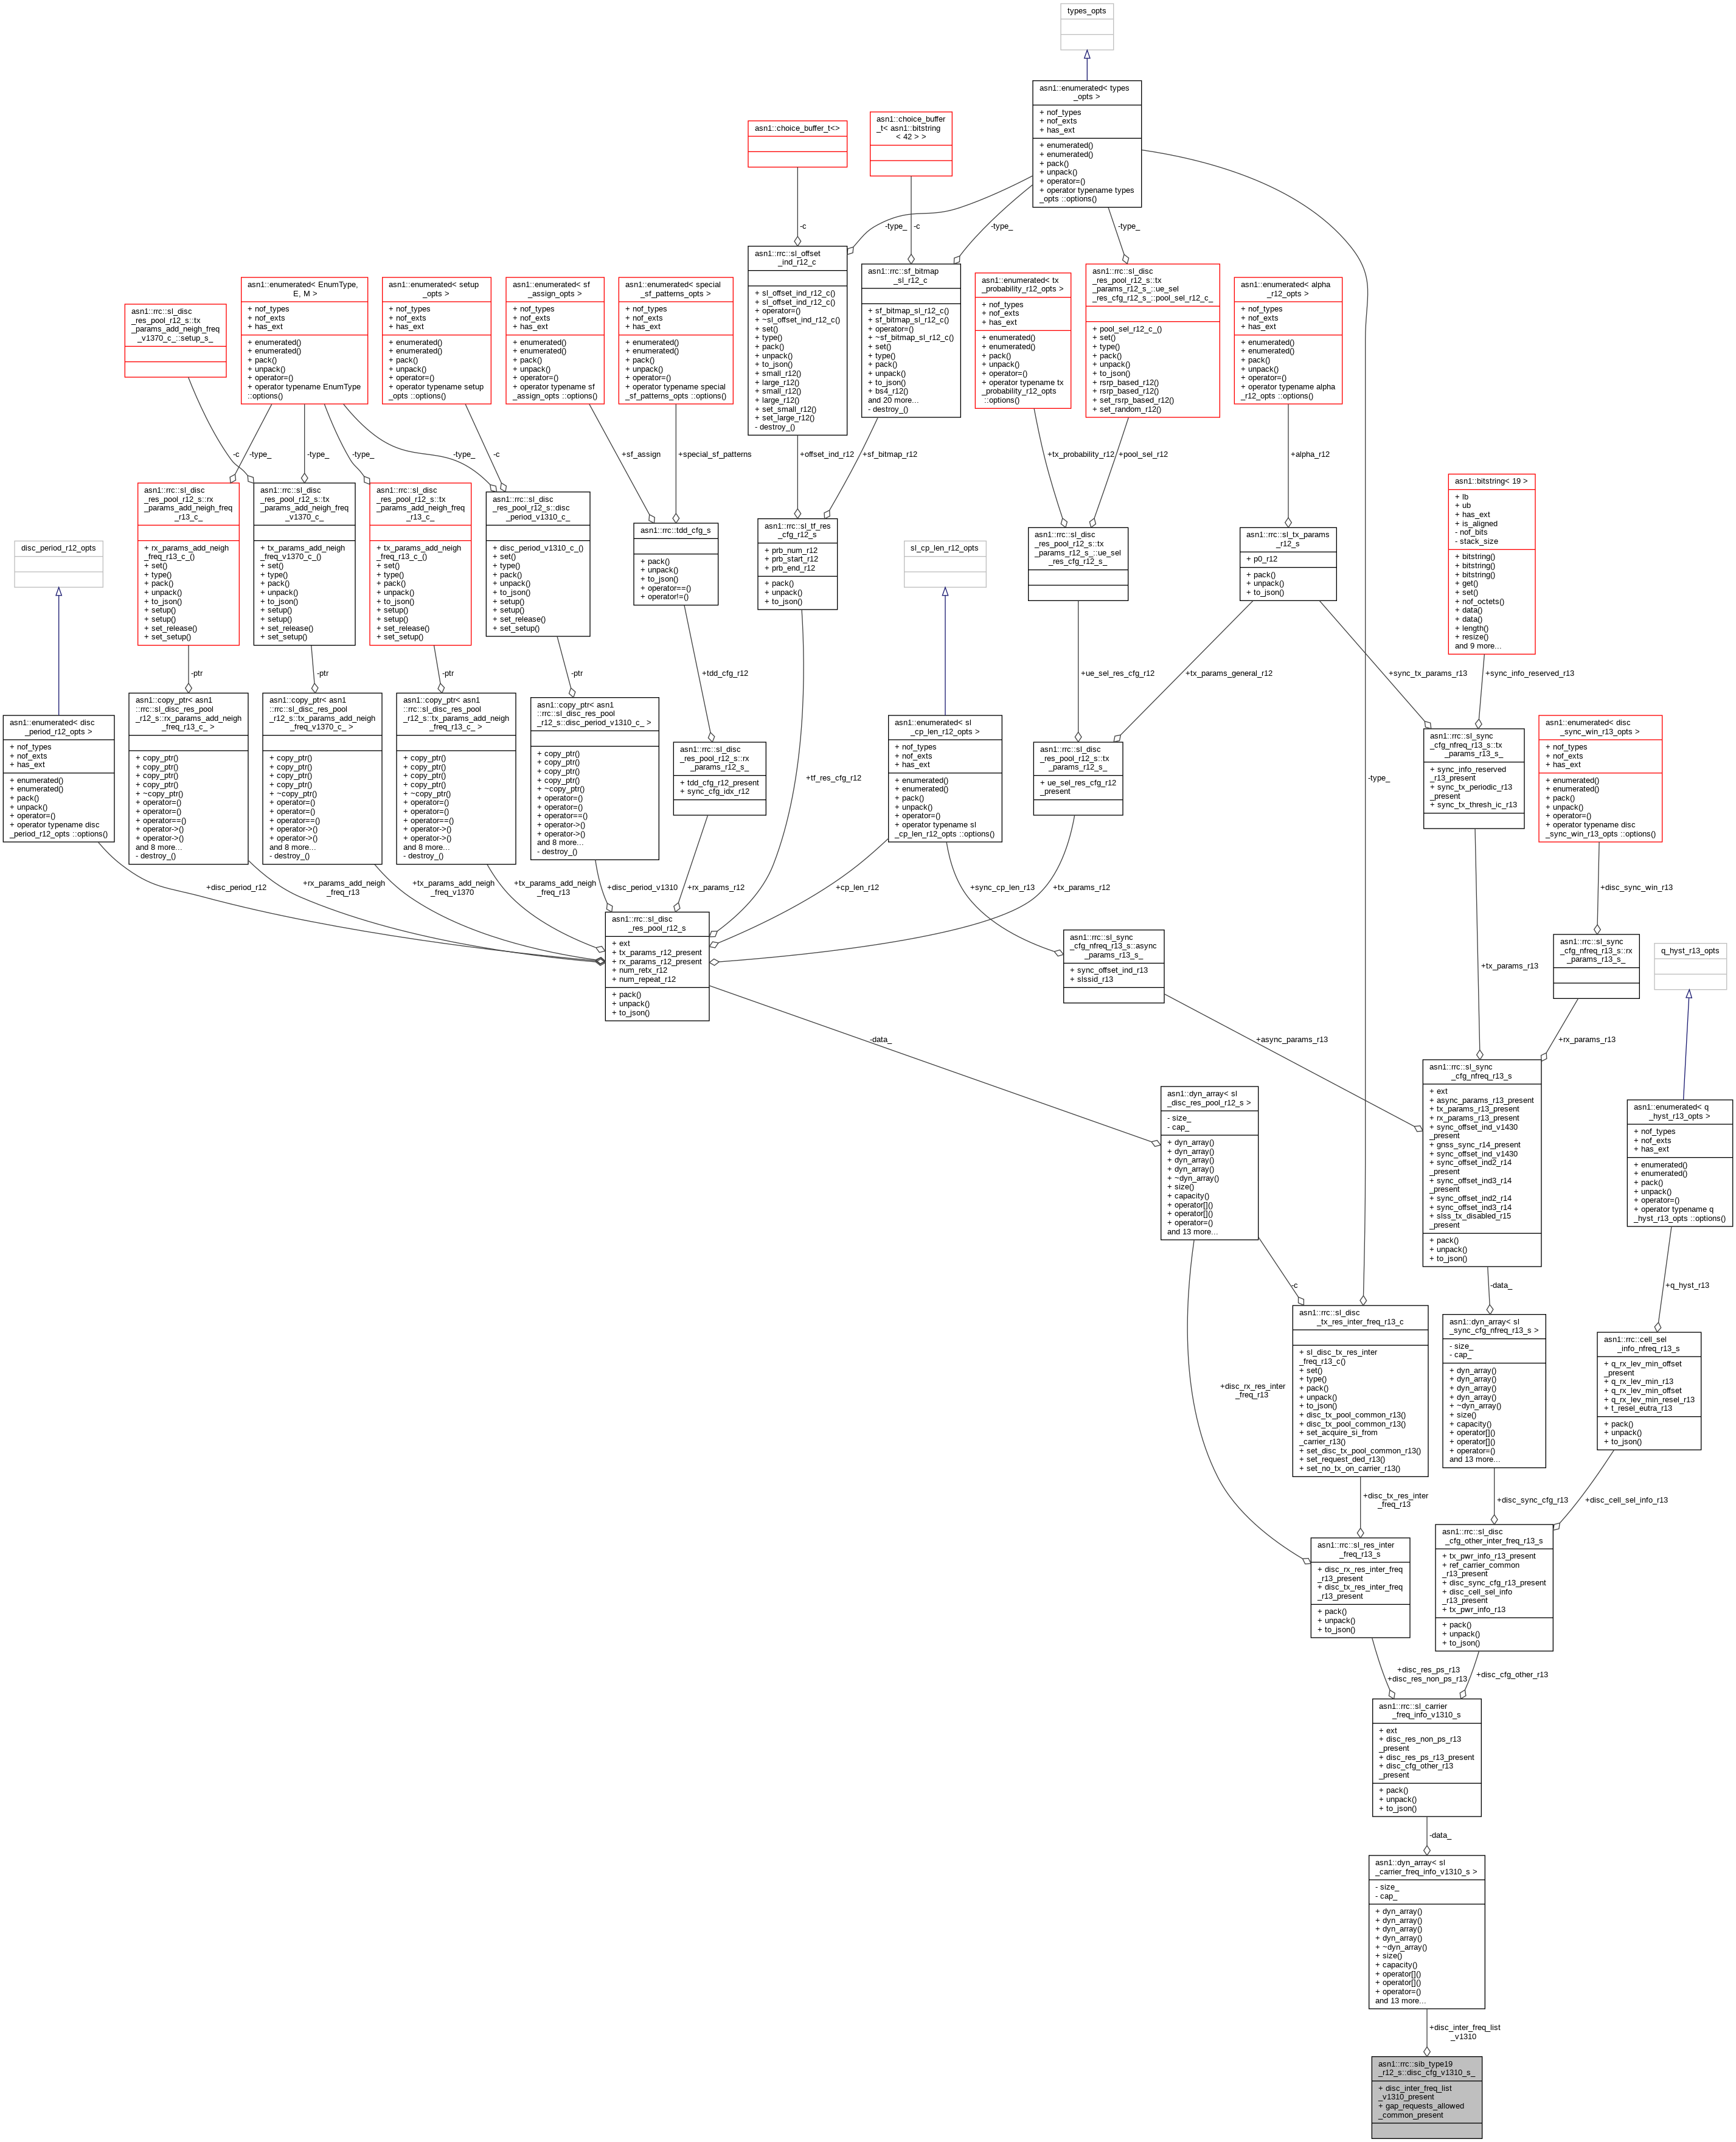 types_opts
asn1::enumerated< types
_opts >
+ nof_types
+ nof_exts
+ has_ext
+ enumerated()
+ enumerated()
+ pack()
+ unpack()
+ operator=()
+ operator typename types
_opts ::options()
asn1::choice_buffer_t<>
asn1::choice_buffer
_t< asn1::bitstring
< 42 > >
-c
-type_
-c
-type_
-type_
asn1::rrc::sl_offset
_ind_r12_c
+ sl_offset_ind_r12_c()
+ sl_offset_ind_r12_c()
+ operator=()
+ ~sl_offset_ind_r12_c()
+ set()
+ type()
+ pack()
+ unpack()
+ to_json()
+ small_r12()
+ large_r12()
+ small_r12()
+ large_r12()
- set_small_r12()
+ set_large_r12()
- destroy_()
asn1::rrc::sf_bitmap
_sl_r12_c
+ sf_bitmap_sl_r12_c()
+ sf_bitmap_sl_r12_c()
+ operator=()
+ ~sf_bitmap_sl_r12_c()
+ set()
+ type()
+ pack()
+ unpack()
+ to_json()
+ bs4_r12()
and 20 more...
- destroy_()
asn1::enumerated< tx
_probability_r12_opts >
+ nof_types
+ nof_exts
+ has_ext
+ enumerated()
+ enumerated()
+ pack()
+ unpack()
+ operator=()
+ operator typename tx
_probability_r12_opts
::options()
asn1::rrc::sl_disc
_res_pool_r12_s::tx
_params_r12_s_::ue_sel
_res_cfg_r12_s_::pool_sel_r12_c_
+ pool_sel_r12_c_()
+ set()
+ type()
+ pack()
+ unpack()
+ to_json()
+ rsrp_based_r12()
+ rsrp_based_r12()
+ set_rsrp_based_r12()
+ set_random_r12()
asn1::enumerated< alpha
_r12_opts >
+ nof_types
+ nof_exts
+ has_ext
+ enumerated()
+ enumerated()
+ pack()
+ unpack()
+ operator=()
+ operator typename alpha
_r12_opts ::options()
asn1::rrc::sl_disc
_res_pool_r12_s::tx
_params_add_neigh_freq
_v1370_c_::setup_s_
asn1::enumerated< EnumType,
E, M >
+ nof_types
+ nof_exts
+ has_ext
+ enumerated()
+ enumerated()
+ pack()
+ unpack()
+ operator=()
+ operator typename EnumType
::options()
asn1::enumerated< setup
_opts >
+ nof_types
+ nof_exts
+ has_ext
+ enumerated()
+ enumerated()
+ pack()
+ unpack()
+ operator=()
+ operator typename setup
_opts ::options()
asn1::enumerated< sf
_assign_opts >
+ nof_types
+ nof_exts
+ has_ext
+ enumerated()
+ enumerated()
+ pack()
+ unpack()
+ operator=()
+ operator typename sf
_assign_opts ::options()
asn1::enumerated< special
_sf_patterns_opts >
+ nof_types
+ nof_exts
+ has_ext
+ enumerated()
+ enumerated()
+ pack()
+ unpack()
+ operator=()
+ operator typename special
_sf_patterns_opts ::options()
-c
-type_
-type_
-type_
-type_
-c
+sf_assign
+special_sf_patterns
+offset_ind_r12
+sf_bitmap_r12
+tx_probability_r12
+pool_sel_r12
+alpha_r12
asn1::rrc::sl_disc
_res_pool_r12_s::rx
_params_add_neigh_freq
_r13_c_
+ rx_params_add_neigh
_freq_r13_c_()
+ set()
+ type()
+ pack()
+ unpack()
+ to_json()
+ setup()
+ setup()
+ set_release()
+ set_setup()
asn1::rrc::sl_disc
_res_pool_r12_s::tx
_params_add_neigh_freq
_v1370_c_
+ tx_params_add_neigh
_freq_v1370_c_()
+ set()
+ type()
+ pack()
+ unpack()
+ to_json()
+ setup()
+ setup()
+ set_release()
+ set_setup()
asn1::rrc::sl_disc
_res_pool_r12_s::tx
_params_add_neigh_freq
_r13_c_
+ tx_params_add_neigh
_freq_r13_c_()
+ set()
+ type()
+ pack()
+ unpack()
+ to_json()
+ setup()
+ setup()
+ set_release()
+ set_setup()
asn1::rrc::sl_disc
_res_pool_r12_s::disc
_period_v1310_c_
+ disc_period_v1310_c_()
+ set()
+ type()
+ pack()
+ unpack()
+ to_json()
+ setup()
+ setup()
+ set_release()
+ set_setup()
asn1::rrc::tdd_cfg_s
+ pack()
+ unpack()
+ to_json()
+ operator==()
+ operator!=()
asn1::rrc::sl_tf_res
_cfg_r12_s
+ prb_num_r12
+ prb_start_r12
+ prb_end_r12
+ pack()
+ unpack()
+ to_json()
asn1::rrc::sl_disc
_res_pool_r12_s::tx
_params_r12_s_::ue_sel
_res_cfg_r12_s_
asn1::rrc::sl_tx_params
_r12_s
+ p0_r12
+ pack()
+ unpack()
+ to_json()
asn1::bitstring< 19 >
+ lb
+ ub
+ has_ext
+ is_aligned
- nof_bits
- stack_size
+ bitstring()
+ bitstring()
+ bitstring()
+ get()
+ set()
+ nof_octets()
+ data()
+ data()
+ length()
+ resize()
and 9 more...
disc_period_r12_opts
sl_cp_len_r12_opts
-ptr
-ptr
-ptr
-ptr
+tdd_cfg_r12
+ue_sel_res_cfg_r12
+tx_params_general_r12
+sync_tx_params_r13
+sync_info_reserved_r13
asn1::enumerated< disc
_period_r12_opts >
+ nof_types
+ nof_exts
+ has_ext
+ enumerated()
+ enumerated()
+ pack()
+ unpack()
+ operator=()
+ operator typename disc
_period_r12_opts ::options()
asn1::copy_ptr< asn1
::rrc::sl_disc_res_pool
_r12_s::rx_params_add_neigh
_freq_r13_c_ >
+ copy_ptr()
+ copy_ptr()
+ copy_ptr()
+ copy_ptr()
+ ~copy_ptr()
+ operator=()
+ operator=()
+ operator==()
+ operator->()
+ operator->()
and 8 more...
- destroy_()
asn1::copy_ptr< asn1
::rrc::sl_disc_res_pool
_r12_s::tx_params_add_neigh
_freq_v1370_c_ >
+ copy_ptr()
+ copy_ptr()
+ copy_ptr()
+ copy_ptr()
+ ~copy_ptr()
+ operator=()
+ operator=()
+ operator==()
+ operator->()
+ operator->()
and 8 more...
- destroy_()
asn1::copy_ptr< asn1
::rrc::sl_disc_res_pool
_r12_s::tx_params_add_neigh
_freq_r13_c_ >
+ copy_ptr()
+ copy_ptr()
+ copy_ptr()
+ copy_ptr()
+ ~copy_ptr()
+ operator=()
+ operator=()
+ operator==()
+ operator->()
+ operator->()
and 8 more...
- destroy_()
asn1::copy_ptr< asn1
::rrc::sl_disc_res_pool
_r12_s::disc_period_v1310_c_ >
+ copy_ptr()
+ copy_ptr()
+ copy_ptr()
+ copy_ptr()
+ ~copy_ptr()
+ operator=()
+ operator=()
+ operator==()
+ operator->()
+ operator->()
and 8 more...
- destroy_()
asn1::rrc::sl_disc
_res_pool_r12_s::rx
_params_r12_s_
+ tdd_cfg_r12_present
+ sync_cfg_idx_r12
+tf_res_cfg_r12
asn1::enumerated< sl
_cp_len_r12_opts >
+ nof_types
+ nof_exts
+ has_ext
+ enumerated()
+ enumerated()
+ pack()
+ unpack()
+ operator=()
+ operator typename sl
_cp_len_r12_opts ::options()
asn1::rrc::sl_disc
_res_pool_r12_s::tx
_params_r12_s_
+ ue_sel_res_cfg_r12
_present
-type_
asn1::rrc::sl_sync
_cfg_nfreq_r13_s::tx
_params_r13_s_
+ sync_info_reserved
_r13_present
+ sync_tx_periodic_r13
_present
+ sync_tx_thresh_ic_r13
asn1::enumerated< disc
_sync_win_r13_opts >
+ nof_types
+ nof_exts
+ has_ext
+ enumerated()
+ enumerated()
+ pack()
+ unpack()
+ operator=()
+ operator typename disc
_sync_win_r13_opts ::options()
+disc_period_r12
+rx_params_add_neigh
_freq_r13
+tx_params_add_neigh
_freq_v1370
+tx_params_add_neigh
_freq_r13
+disc_period_v1310
+rx_params_r12
+cp_len_r12
+sync_cp_len_r13
+tx_params_r12
+disc_sync_win_r13
asn1::rrc::sl_disc
_res_pool_r12_s
+ ext
+ tx_params_r12_present
+ rx_params_r12_present
+ num_retx_r12
+ num_repeat_r12
+ pack()
+ unpack()
+ to_json()
asn1::rrc::sl_sync
_cfg_nfreq_r13_s::async
_params_r13_s_
+ sync_offset_ind_r13
+ slssid_r13
+tx_params_r13
asn1::rrc::sl_sync
_cfg_nfreq_r13_s::rx
_params_r13_s_
q_hyst_r13_opts
-data_
+async_params_r13
+rx_params_r13
asn1::dyn_array< sl
_disc_res_pool_r12_s >
- size_
- cap_
+ dyn_array()
+ dyn_array()
+ dyn_array()
+ dyn_array()
+ ~dyn_array()
+ size()
+ capacity()
+ operator[]()
+ operator[]()
+ operator=()
and 13 more...
asn1::rrc::sl_sync
_cfg_nfreq_r13_s
+ ext
+ async_params_r13_present
+ tx_params_r13_present
+ rx_params_r13_present
+ sync_offset_ind_v1430
_present
+ gnss_sync_r14_present
+ sync_offset_ind_v1430
+ sync_offset_ind2_r14
_present
+ sync_offset_ind3_r14
_present
+ sync_offset_ind2_r14
+ sync_offset_ind3_r14
+ slss_tx_disabled_r15
_present
+ pack()
+ unpack()
+ to_json()
asn1::enumerated< q
_hyst_r13_opts >
+ nof_types
+ nof_exts
+ has_ext
+ enumerated()
+ enumerated()
+ pack()
+ unpack()
+ operator=()
+ operator typename q
_hyst_r13_opts ::options()
-c
-data_
+q_hyst_r13
+disc_rx_res_inter
_freq_r13
asn1::rrc::sl_disc
_tx_res_inter_freq_r13_c
+ sl_disc_tx_res_inter
_freq_r13_c()
+ set()
+ type()
+ pack()
+ unpack()
+ to_json()
+ disc_tx_pool_common_r13()
+ disc_tx_pool_common_r13()
+ set_acquire_si_from
_carrier_r13()
+ set_disc_tx_pool_common_r13()
+ set_request_ded_r13()
+ set_no_tx_on_carrier_r13()
asn1::dyn_array< sl
_sync_cfg_nfreq_r13_s >
- size_
- cap_
+ dyn_array()
+ dyn_array()
+ dyn_array()
+ dyn_array()
+ ~dyn_array()
+ size()
+ capacity()
+ operator[]()
+ operator[]()
+ operator=()
and 13 more...
asn1::rrc::cell_sel
_info_nfreq_r13_s
+ q_rx_lev_min_offset
_present
+ q_rx_lev_min_r13
+ q_rx_lev_min_offset
+ q_rx_lev_min_resel_r13
+ t_resel_eutra_r13
+ pack()
+ unpack()
+ to_json()
+disc_tx_res_inter
_freq_r13
+disc_sync_cfg_r13
+disc_cell_sel_info_r13
asn1::rrc::sl_res_inter
_freq_r13_s
+ disc_rx_res_inter_freq
_r13_present
+ disc_tx_res_inter_freq
_r13_present
+ pack()
+ unpack()
+ to_json()
asn1::rrc::sl_disc
_cfg_other_inter_freq_r13_s
+ tx_pwr_info_r13_present
+ ref_carrier_common
_r13_present
+ disc_sync_cfg_r13_present
+ disc_cell_sel_info
_r13_present
+ tx_pwr_info_r13
+ pack()
+ unpack()
+ to_json()
+disc_res_ps_r13
+disc_res_non_ps_r13
+disc_cfg_other_r13
asn1::rrc::sl_carrier
_freq_info_v1310_s
+ ext
+ disc_res_non_ps_r13
_present
+ disc_res_ps_r13_present
+ disc_cfg_other_r13
_present
+ pack()
+ unpack()
+ to_json()
-data_
asn1::dyn_array< sl
_carrier_freq_info_v1310_s >
- size_
- cap_
+ dyn_array()
+ dyn_array()
+ dyn_array()
+ dyn_array()
+ ~dyn_array()
+ size()
+ capacity()
+ operator[]()
+ operator[]()
+ operator=()
and 13 more...
+disc_inter_freq_list
_v1310
asn1::rrc::sib_type19
_r12_s::disc_cfg_v1310_s_
+ disc_inter_freq_list
_v1310_present
+ gap_requests_allowed
_common_present